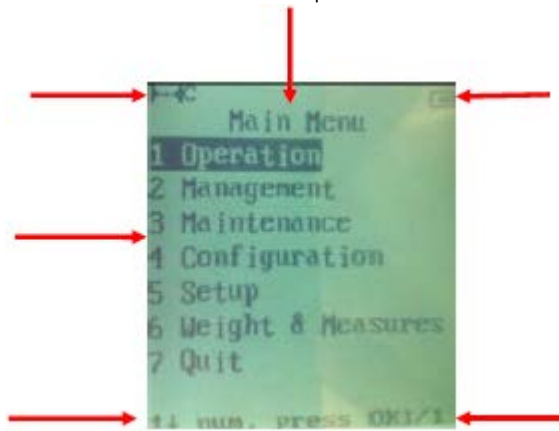 Main Menu
1 Operation
2 Management
3 Maintenance
4 Configuration
5 Setup
6 Weight & Measures
7 Quit
↑↓ num. press OK1/1